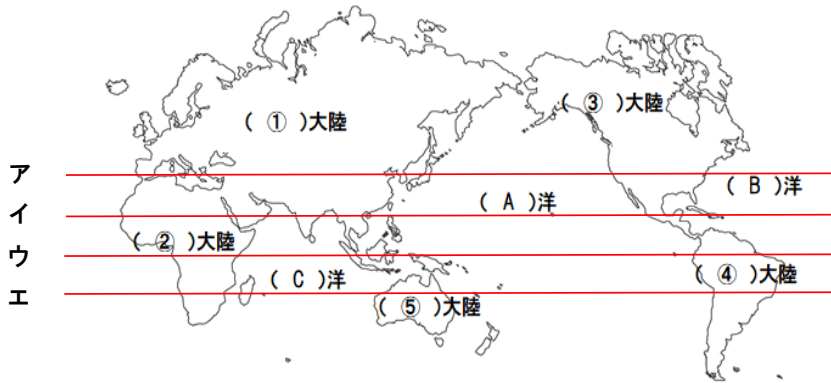 ( ① )大陸
( ③ )大陸
ア
( B )洋
( A )洋
イ
( ② )大陸
ウ
( C )洋
( ④ )大陸
エ
( ⑤ )大陸